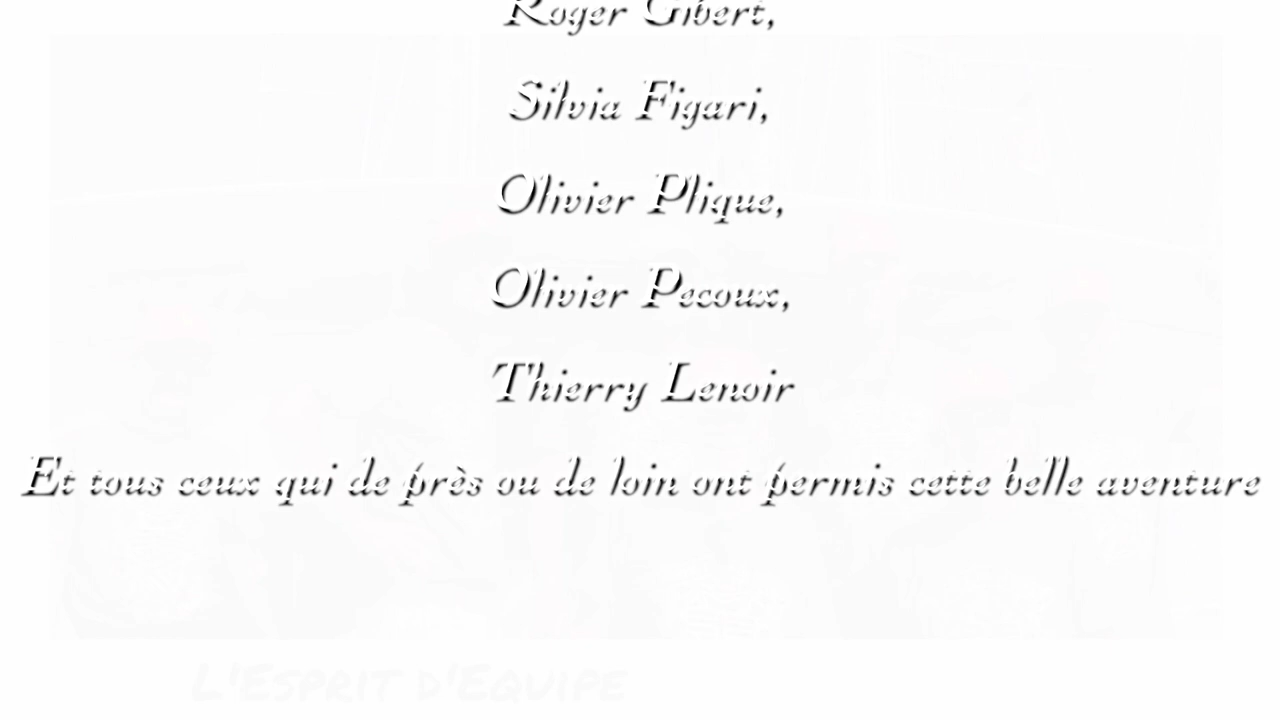 Roger Gibert,
Silvia Figari,
Olivier Plique,
Olivier Pecoux,
Thierry Lenoir
Et tous ceux qui de près ou de loin ont permis cette belle aventure
L'Esprit d'Equipe